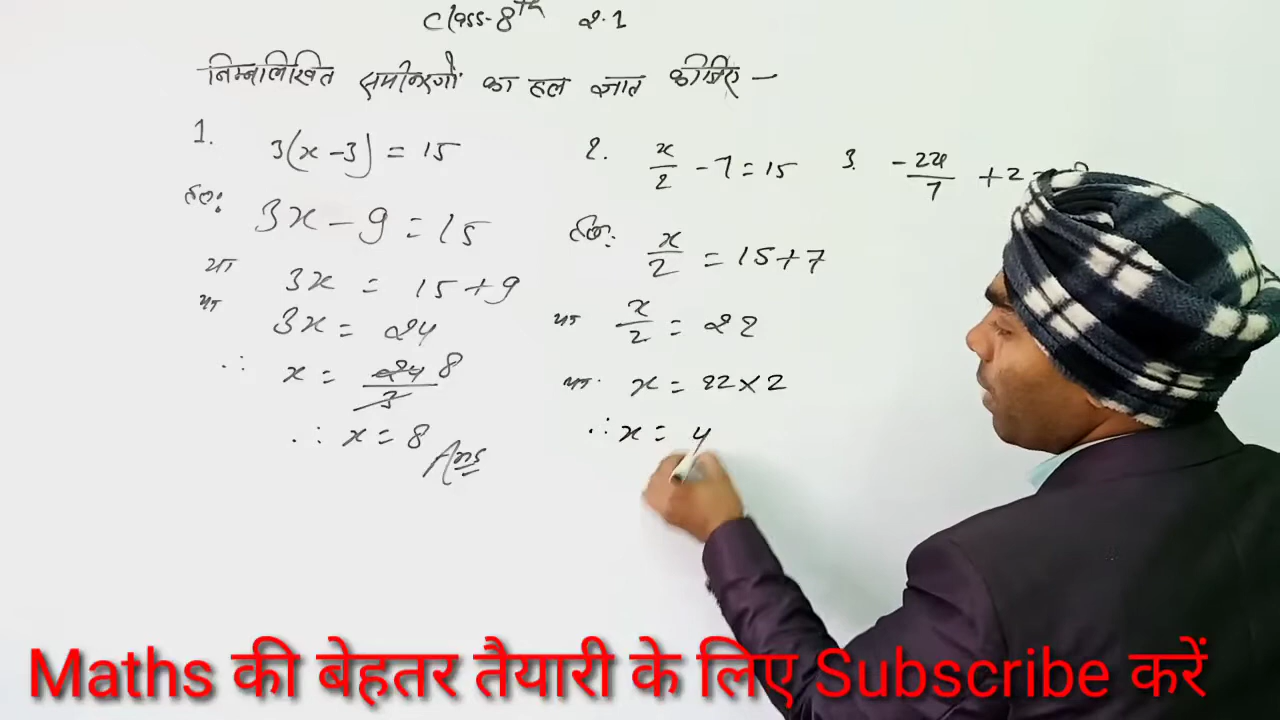 Class-8th 2.1
निम्नलिखित समीकरणों का हल ज्ञात कीजिए -
1. 3(x-3) = 15
हल:
3x - 9 = 15
या 3x = 15+9
या 3x = 24
∴ x = 24/3 8
∴ x = 8 Ans
2. x/2 - 7 = 15
हल: x/2 = 15+7
या x/2 = 22
या x = 22×2
∴ x = 4
3. /7 + 2
Maths की बेहतर तैयारी के लिए Subscribe करें